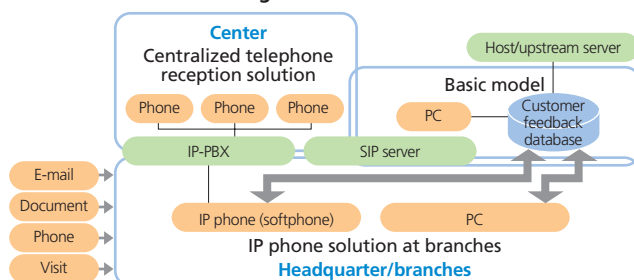 Center
Centralized telephone
reception solution
Host/upstream server
Basic model
Phone
Phone
Phone
PC
Customer
feedback
database
IP-PBX
SIP server
E-mail
Document
Phone
Visit
IP phone (softphone)
PC
IP phone solution at branches
Headquarter/branches